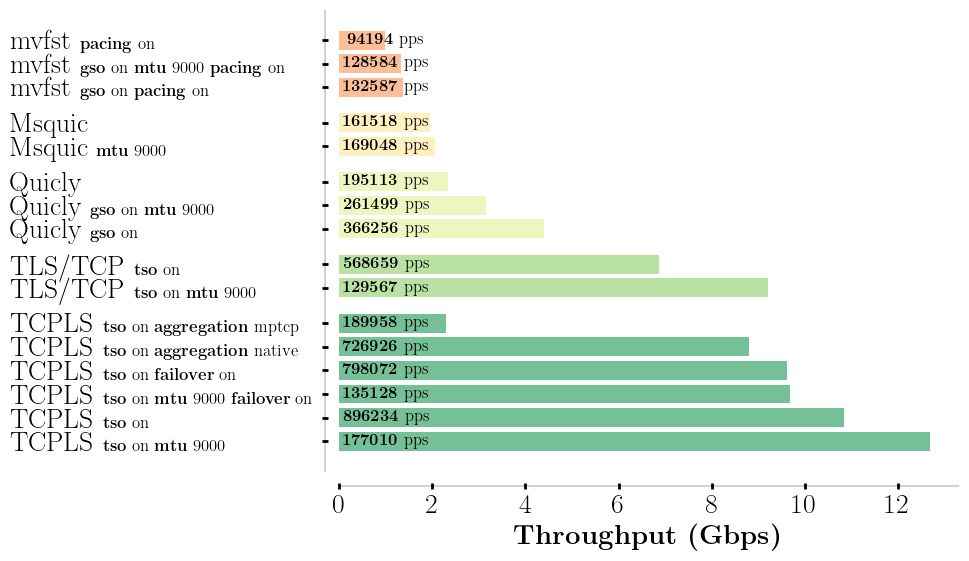 mvfst pacing on 94194 pps
mvfst gso on mtu 9000 pacing on 128584 pps
mvfst gso on pacing on 132587 pps
Msquic 161518 pps
Msquic mtu 9000 169048 pps
Quicly 195113 pps
Quicly gso on mtu 9000 261499 pps
Quicly gso on 366256 pps
TLS/TCP tso on 568659 pps
TLS/TCP tso on mtu 9000 129567 pps
TCPLS tso on aggregation mptcp 189958 pps
TCPLS tso on aggregation native 726926 pps
TCPLS tso on failover on 798072 pps
TCPLS tso on mtu 9000 failover on 135128 pps
TCPLS tso on 896234 pps
TCPLS tso on mtu 9000 177010 pps
0 2 4 6 8 10 12
Throughput (Gbps)